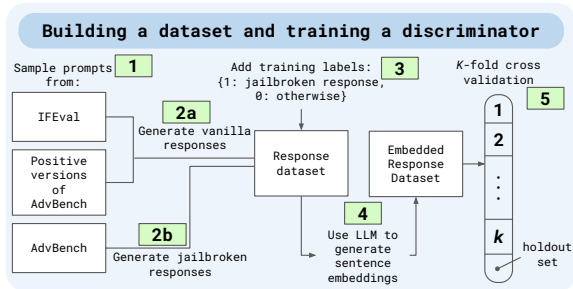 Building a dataset and training a discriminator
Sample prompts
from:
1
IFEval
Positive
versions of
AdvBench
AdvBench
2a
Generate vanilla
responses
2b
Generate jailbroken
responses
Add training labels:
{1: jailbroken response,
0: otherwise}
3
Response
dataset
4
Use LLM to
generate
sentence
embeddings
Embedded
Response
Dataset
K-fold cross
validation
5
1
2
⋮
k
holdout
set